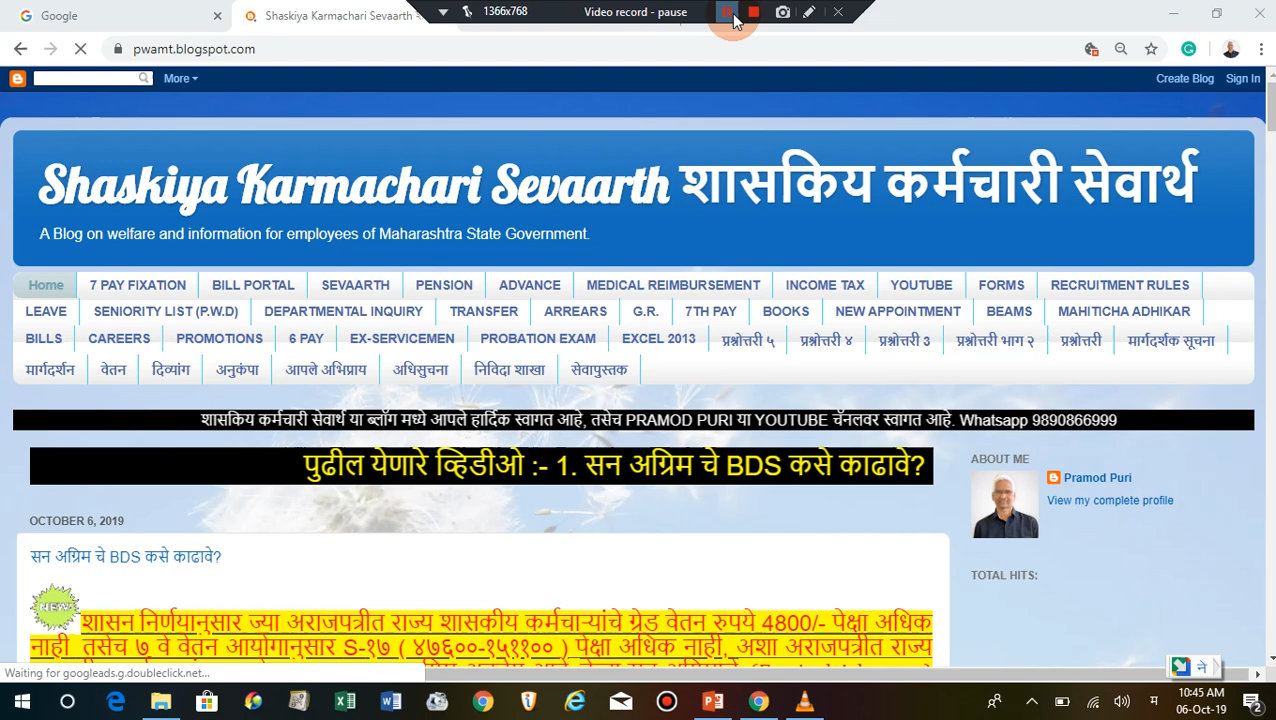 Google
Shaskiya Karmachari Sevaarth
1366x768
Video record - pause
pwamt.blogspot.com
More
Create Blog
Sign In
Shaskiya Karmachari Sevaarth शासकिय कर्मचारी सेवार्थ
A Blog on welfare and information for employees of Maharashtra State Government.
Home 7 PAY FIXATION BILL PORTAL SEVAARTH PENSION ADVANCE MEDICAL REIMBURSEMENT INCOME TAX YOUTUBE FORMS RECRUITMENT RULES
LEAVE SENIORITY LIST (P.W.D) DEPARTMENTAL INQUIRY TRANSFER ARREARS G.R. 7TH PAY BOOKS NEW APPOINTMENT BEAMS MAHITICHA ADHIKAR
BILLS CAREERS PROMOTIONS 6 PAY EX-SERVICEMEN PROBATION EXAM EXCEL 2013 प्रश्नोत्तरी ५ प्रश्नोत्तरी ४ प्रश्नोत्तरी ३ प्रश्नोत्तरी भाग २ प्रश्नोत्तरी मार्गदर्शक सूचना
मार्गदर्शन वेतन दिव्यांग अनुकंपा आपले अभिप्राय अधिसुचना निविदा शाखा सेवापुस्तक
शासकिय कर्मचारी सेवार्थ या ब्लॉग मध्ये आपले हार्दिक स्वागत आहे, तसेच PRAMOD PURI या YOUTUBE चॅनलवर स्वागत आहे. Whatsapp 9890866999
पुढील येणारे व्हिडीओ :- 1. सन अग्रिम चे BDS कसे काढावे?
ABOUT ME
Pramod Puri
View my complete profile
OCTOBER 6, 2019
सन अग्रिम चे BDS कसे काढावे?
TOTAL HITS:
NEW!
शासन निर्णयानुसार ज्या अराजपत्रीत राज्य शासकीय कर्मचाऱ्यांचे ग्रेड वेतन रुपये 4800/- पेक्षा अधिक
नाही तसेच ७ वे वेतन आयोगानुसार S-१७ ( ४७६००-१५११०० ) पेक्षा अधिक नाही, अशा अराजपत्रीत राज्य
Waiting for googleads.g.doubleclick.net...
ने
म
10:45 AM
06-Oct-19
2